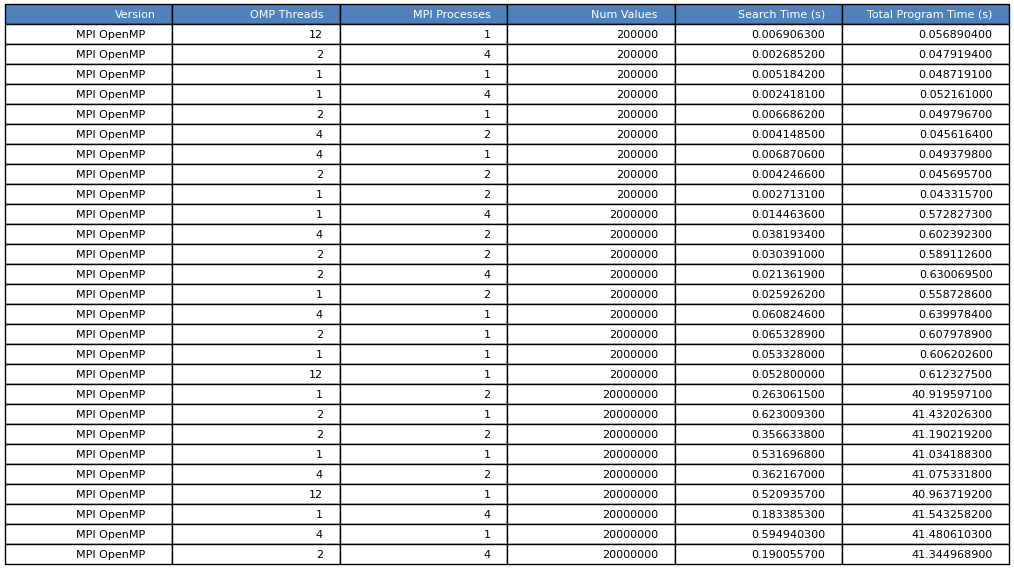 Version OMP Threads MPI Processes Num Values Search Time (s) Total Program Time (s)
MPI OpenMP 12 1 200000 0.006906300 0.056890400
MPI OpenMP 2 4 200000 0.002685200 0.047919400
MPI OpenMP 1 1 200000 0.005184200 0.048719100
MPI OpenMP 1 4 200000 0.002418100 0.052161000
MPI OpenMP 2 1 200000 0.006686200 0.049796700
MPI OpenMP 4 2 200000 0.004148500 0.045616400
MPI OpenMP 4 1 200000 0.006870600 0.049379800
MPI OpenMP 2 2 200000 0.004246600 0.045695700
MPI OpenMP 1 2 200000 0.002713100 0.043315700
MPI OpenMP 1 4 2000000 0.014463600 0.572827300
MPI OpenMP 4 2 2000000 0.038193400 0.602392300
MPI OpenMP 2 2 2000000 0.030391000 0.589112600
MPI OpenMP 2 4 2000000 0.021361900 0.630069500
MPI OpenMP 1 2 2000000 0.025926200 0.558728600
MPI OpenMP 4 1 2000000 0.060824600 0.639978400
MPI OpenMP 2 1 2000000 0.065328900 0.607978900
MPI OpenMP 1 1 2000000 0.053328000 0.606202600
MPI OpenMP 12 1 2000000 0.052800000 0.612327500
MPI OpenMP 1 2 20000000 0.263061500 40.919597100
MPI OpenMP 2 1 20000000 0.623009300 41.432026300
MPI OpenMP 2 2 20000000 0.356633800 41.190219200
MPI OpenMP 1 1 20000000 0.531696800 41.034188300
MPI OpenMP 4 2 20000000 0.362167000 41.075331800
MPI OpenMP 12 1 20000000 0.520935700 40.963719200
MPI OpenMP 1 4 20000000 0.183385300 41.543258200
MPI OpenMP 4 1 20000000 0.594940300 41.480610300
MPI OpenMP 2 4 20000000 0.190055700 41.344968900